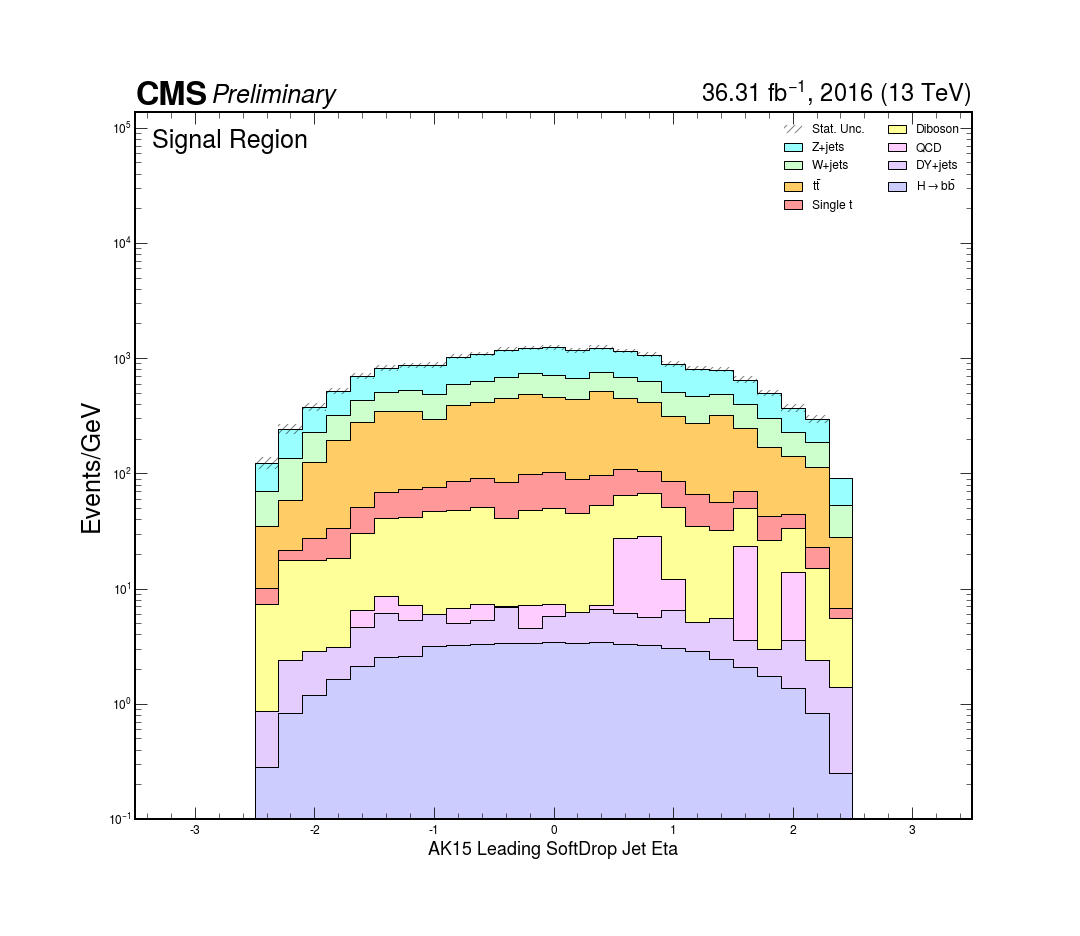 CMS Preliminary
36.31 fb⁻¹, 2016 (13 TeV)
Signal Region
Stat. Unc.
Z+jets
W+jets
tt̄
Single t
Diboson
QCD
DY+jets
H→bb̄
Events/GeV
10⁵
10⁴
10³
10²
10¹
10⁰
10⁻¹
-3 -2 -1 0 1 2 3
AK15 Leading SoftDrop Jet Eta